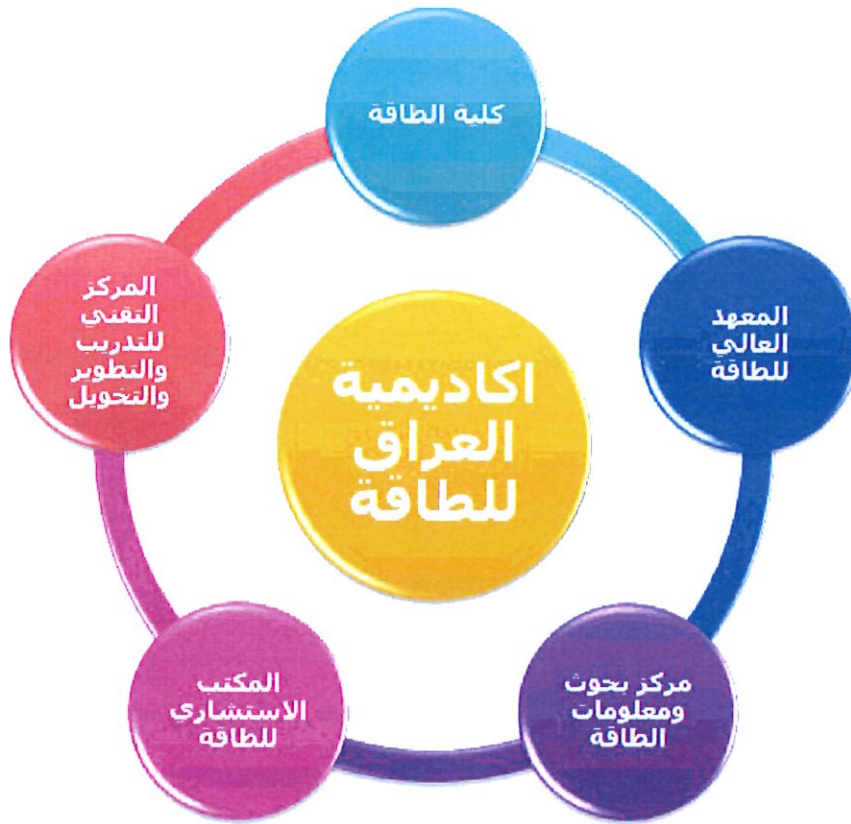 كلية الطاقة
المعهد
العالي
للطاقة
مركز بحوث
ومعلومات
الطاقة
المكتب
الاستشاري
للطاقة
المركز
التقني
للتدريب
والتطوير
والتخويل
اكاديمية
العراق
للطاقة